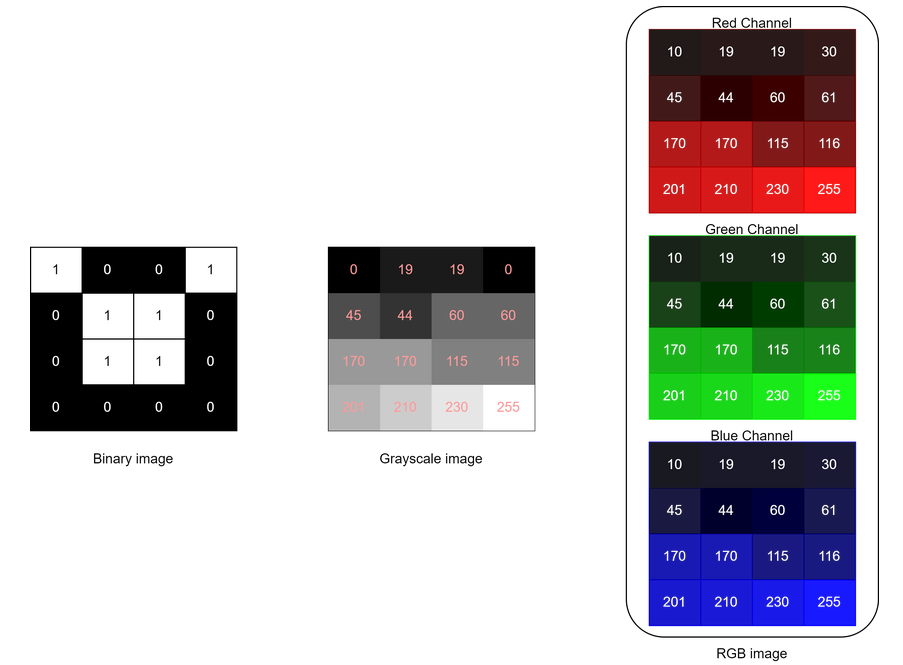 Red Channel
10 19 19 30
45 44 60 61
170 170 115 116
201 210 230 255
Green Channel
10 19 19 30
45 44 60 61
170 170 115 116
201 210 230 255
Blue Channel
10 19 19 30
45 44 60 61
170 170 115 116
201 210 230 255
RGB image
1 0 0 1
0 1 1 0
0 1 1 0
0 0 0 0
Binary image
0 19 19 0
45 44 60 60
170 170 115 115
201 210 230 255
Grayscale image